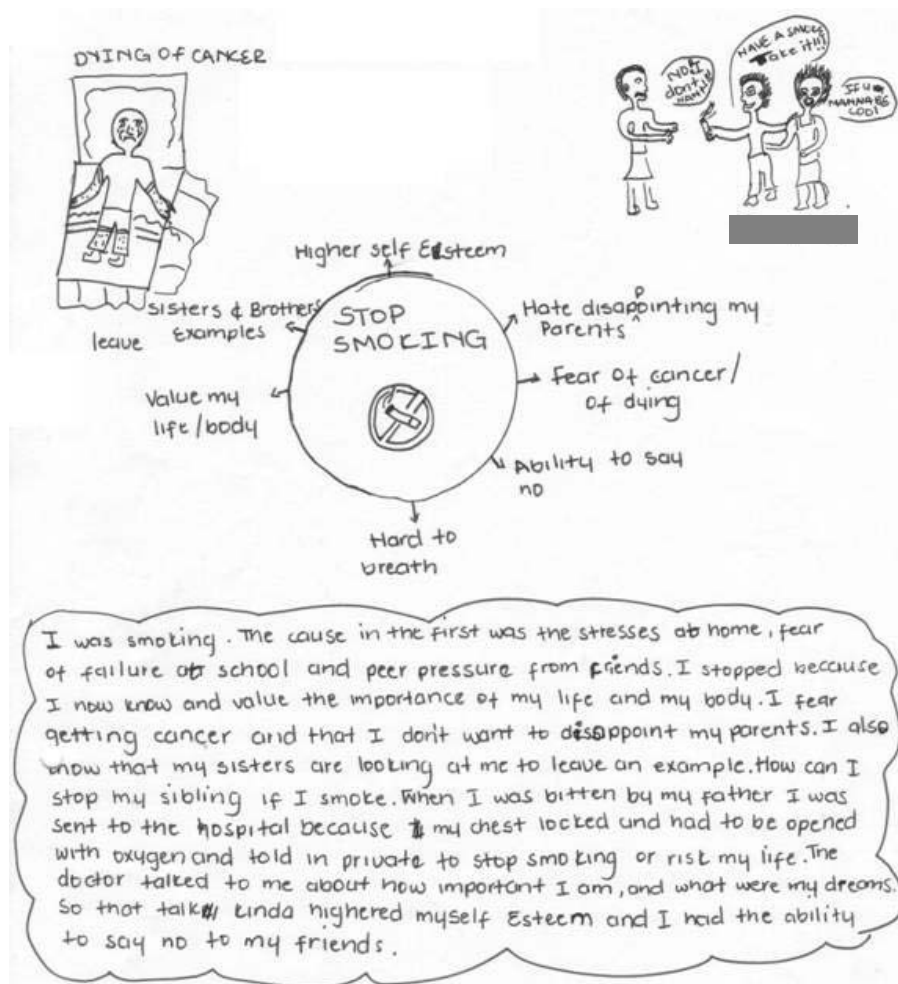 DYING OF CANCER
NO! I
don't
HAVE A SMOKE
Take it!!!
IF U
WANNA BE
COOL
Higher self Esteem
Sisters & Brothers
Examples
leave
STOP
SMOKING
Hate disappointing my
Parents
Value my
life/body
Fear of cancer/
of dying
Ability to say
no
Hard to
breath
I was smoking. The cause in the first was the stresses at home, fear
of failure at school and peer pressure from friends. I stopped because
I now know and value the importance of my life and my body. I fear
getting cancer and that I don't want to disappoint my parents. I also
know that my sisters are looking at me to leave an example. How can I
stop my sibling if I smoke. When I was bitten by my father I was
sent to the hospital because my chest locked and had to be opened
with oxygen and told in private to stop smoking or risk my life. The
doctor talked to me about how important I am, and what were my dreams.
So that talk kinda highered myself Esteem and I had the ability
to say no to my friends.